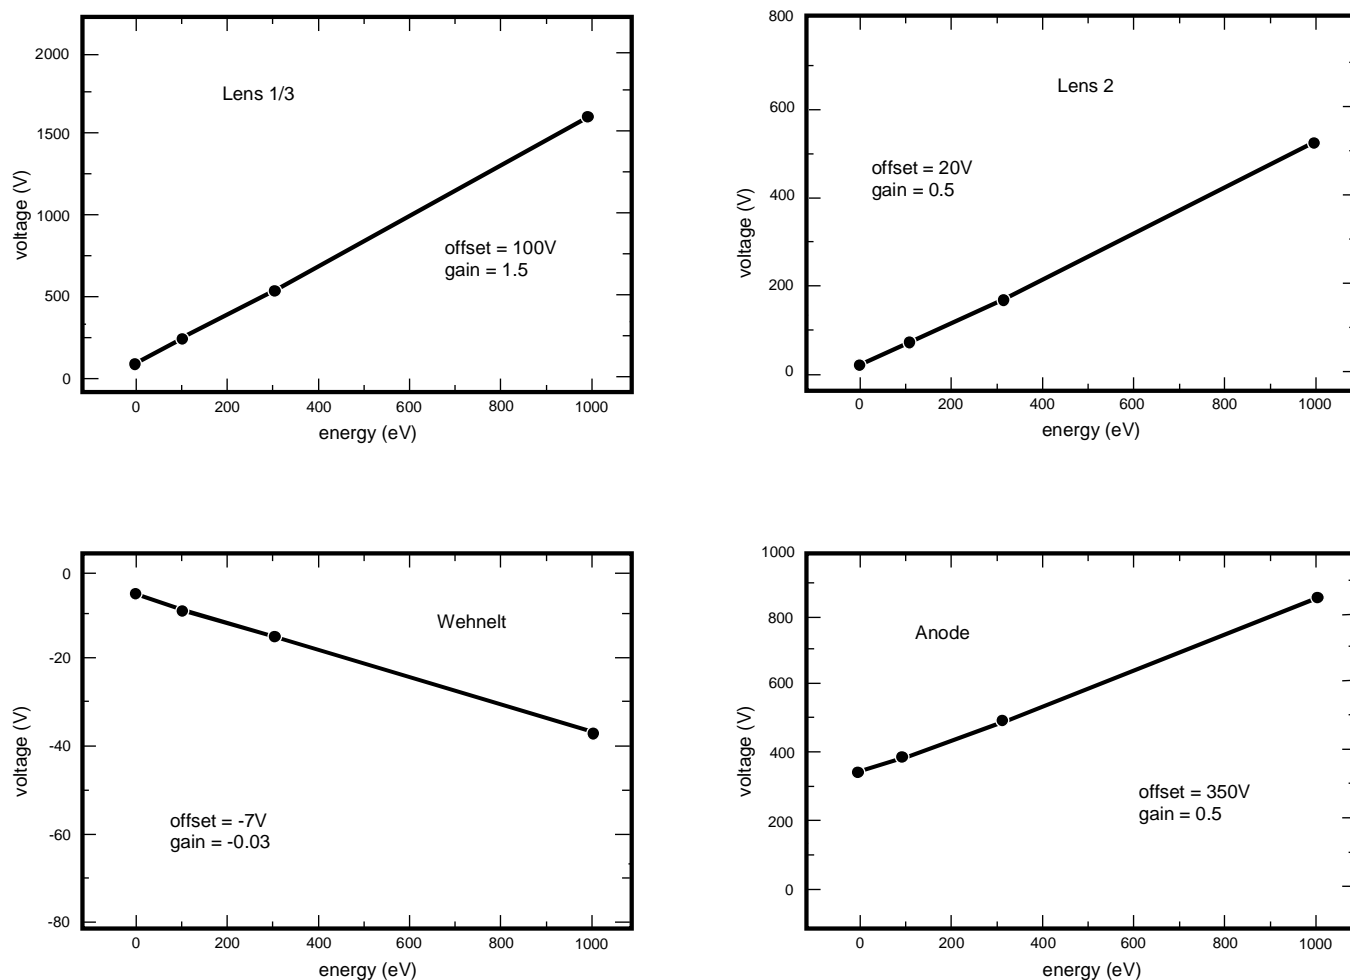 2000
1500
1000
500
0
voltage (V)
Lens 1/3
offset = 100V
gain = 1.5
0 200 400 600 800 1000
energy (eV)
800
600
400
200
0
voltage (V)
Lens 2
offset = 20V
gain = 0.5
0 200 400 600 800 1000
energy (eV)
0
-20
-40
-60
-80
voltage (V)
Wehnelt
offset = -7V
gain = -0.03
0 200 400 600 800 1000
energy (eV)
1000
800
600
400
200
0
voltage (V)
Anode
offset = 350V
gain = 0.5
0 200 400 600 800 1000
energy (eV)